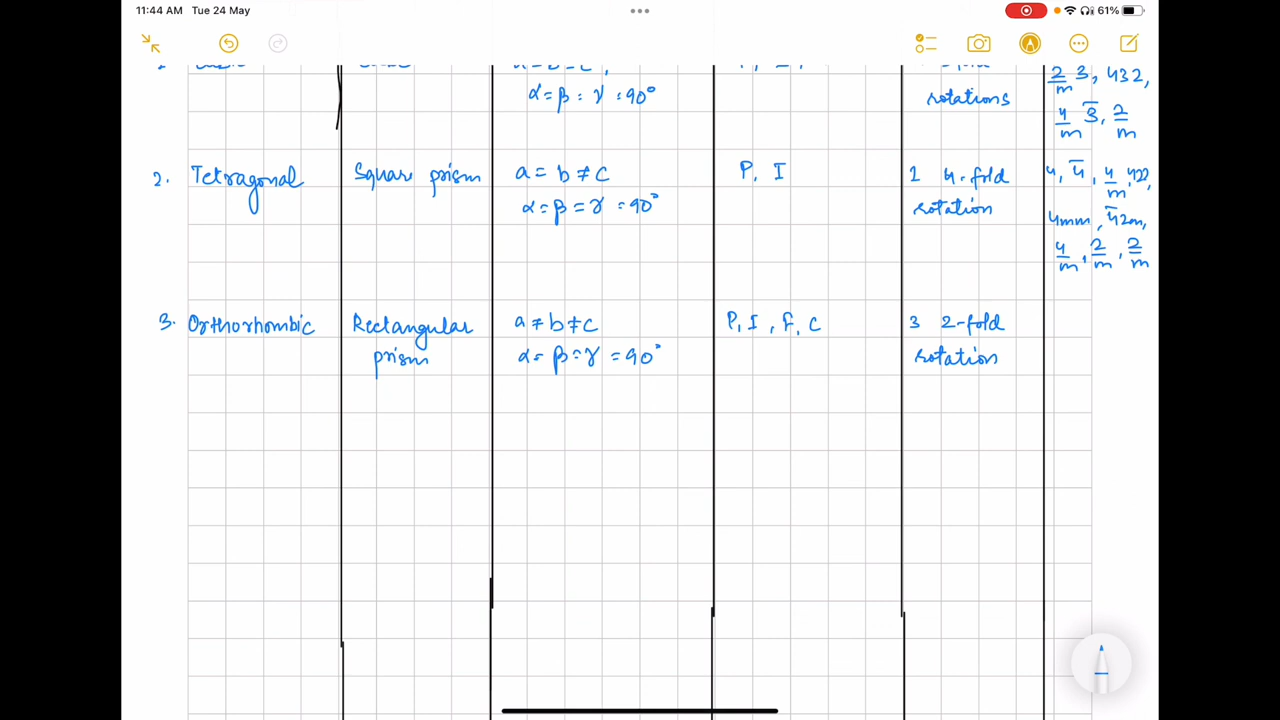 11:44 AM Tue 24 May
61%
α = β = γ = 90°
rotations
2/m 3, 432,
4/m 3̅, 2/m
2. Tetragonal
Square prism
a = b ≠ c
α = β = γ = 90°
P, I
1 4-fold
rotation
4, 4̅, 4/m, 422,
4mm, 4̅2m,
4/m, 2/m, 2/m
3. Orthorhombic
Rectangular
prism
a ≠ b ≠ c
α = β = γ = 90°
P, I, F, C
3 2-fold
rotation